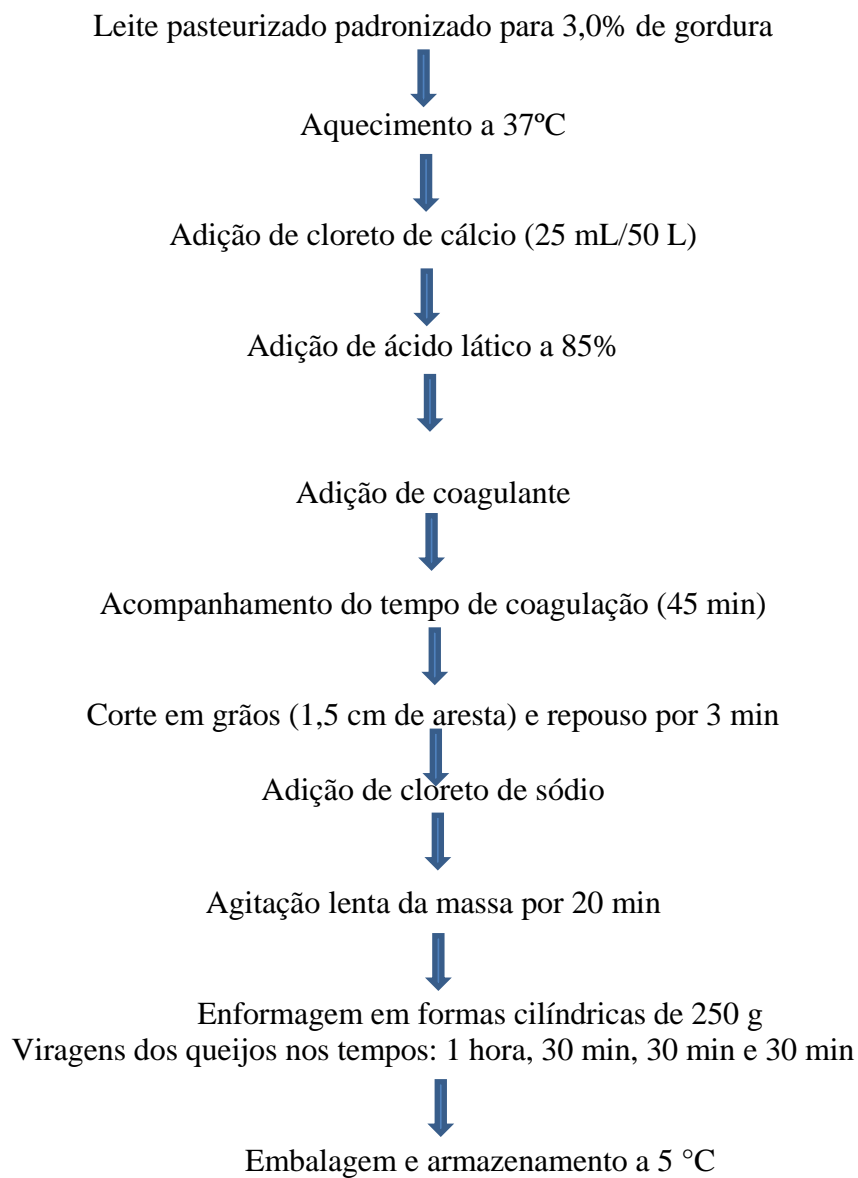 Leite pasteurizado padronizado para 3,0% de gordura
Aquecimento a 37ºC
Adição de cloreto de cálcio (25 mL/50 L)
Adição de ácido lático a 85%
Adição de coagulante
Acompanhamento do tempo de coagulação (45 min)
Corte em grãos (1,5 cm de aresta) e repouso por 3 min
Adição de cloreto de sódio
Agitação lenta da massa por 20 min
Enformagem em formas cilíndricas de 250 g
Viragens dos queijos nos tempos: 1 hora, 30 min, 30 min e 30 min
Embalagem e armazenamento a 5 °C